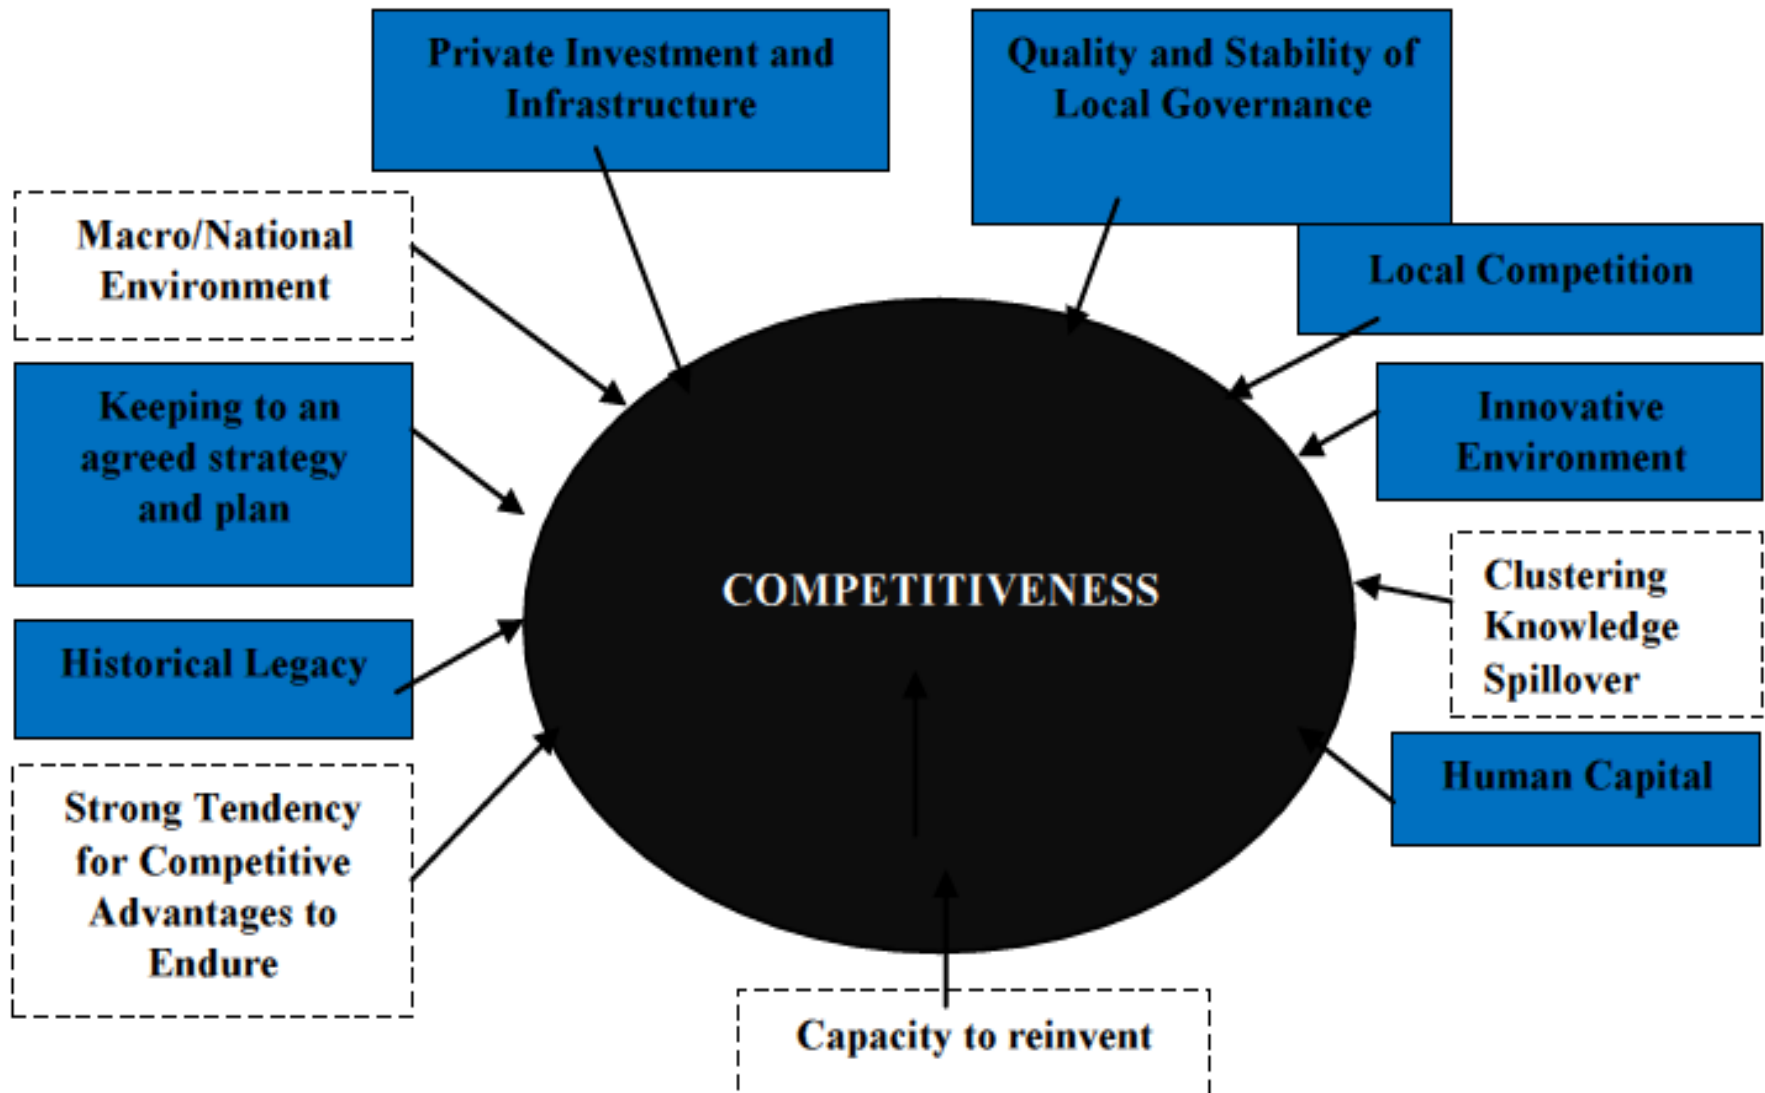 Private Investment and
Infrastructure
Quality and Stability of
Local Governance
Macro/National
Environment
Local Competition
Keeping to an
agreed strategy
and plan
Innovative
Environment
COMPETITIVENESS
Clustering
Knowledge
Spillover
Historical Legacy
Human Capital
Strong Tendency
for Competitive
Advantages to
Endure
Capacity to reinvent